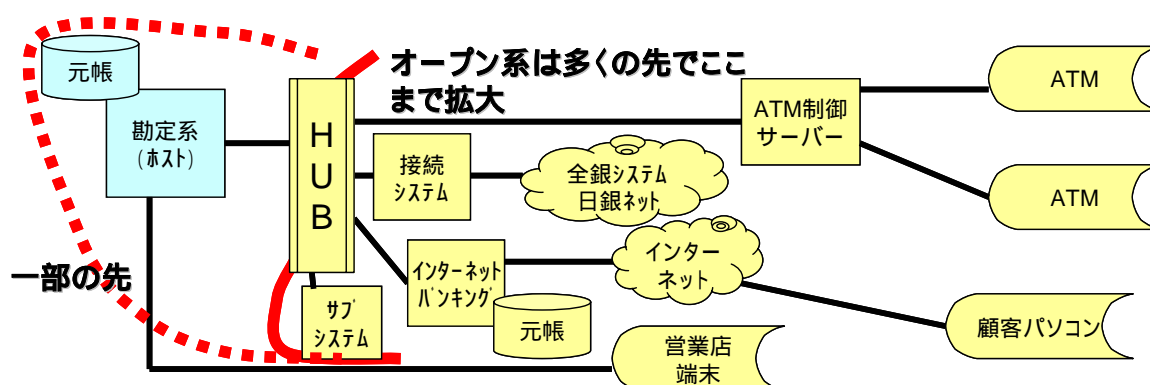 元帳
勘定系
(ﾎｽﾄ)
一部の先
オープン系は多くの先でここ
まで拡大
H
U
B
接続
ｼｽﾃﾑ
全銀ｼｽﾃﾑ
日銀ﾈｯﾄ
ATM制御
サーバー
ATM
ATM
ｲﾝﾀｰﾈｯﾄ
ﾊﾞﾝｷﾝｸﾞ
元帳
インター
ネット
ｻﾌﾞ
ｼｽﾃﾑ
顧客パソコン
営業店
端末